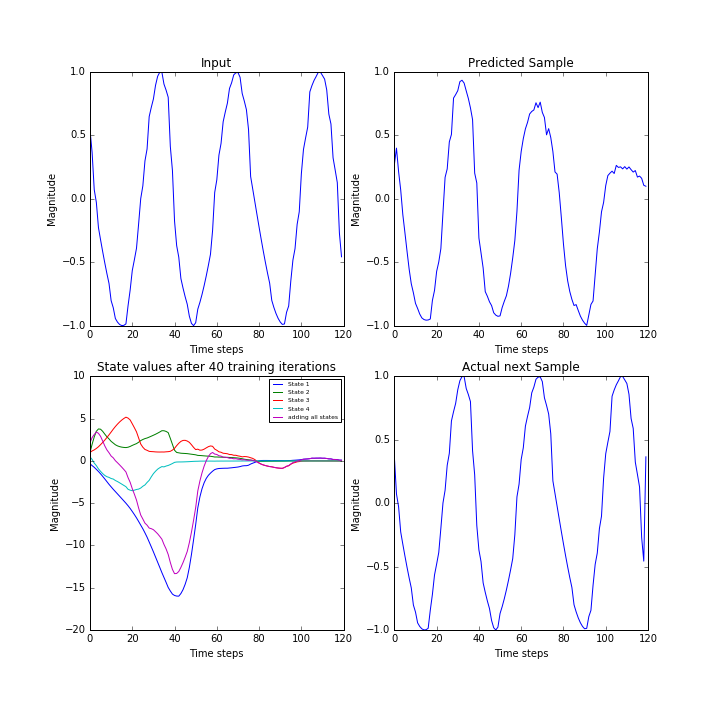 Input
1.0
0.5
0.0
−0.5
−1.0
Magnitude
0 20 40 60 80 100 120
Time steps
Predicted Sample
1.0
0.5
0.0
−0.5
−1.0
Magnitude
0 20 40 60 80 100 120
Time steps
State values after 40 training iterations
10
5
0
−5
−10
−15
−20
Magnitude
State 1
State 2
State 3
State 4
adding all states
0 20 40 60 80 100 120
Time steps
Actual next Sample
1.0
0.5
0.0
−0.5
−1.0
Magnitude
0 20 40 60 80 100 120
Time steps